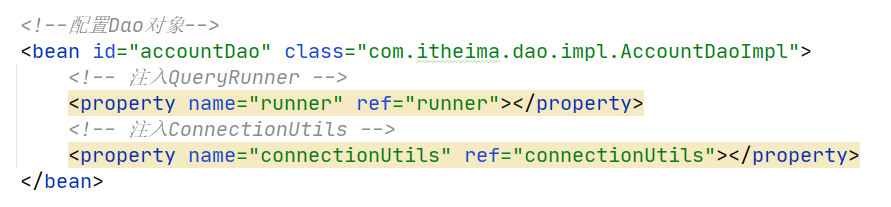 <!--配置Dao对象-->
<bean id="accountDao" class="com.itheima.dao.impl.AccountDaoImpl">
<!-- 注入QueryRunner -->
<property name="runner" ref="runner"></property>
<!-- 注入ConnectionUtils -->
<property name="connectionUtils" ref="connectionUtils"></property>
</bean>